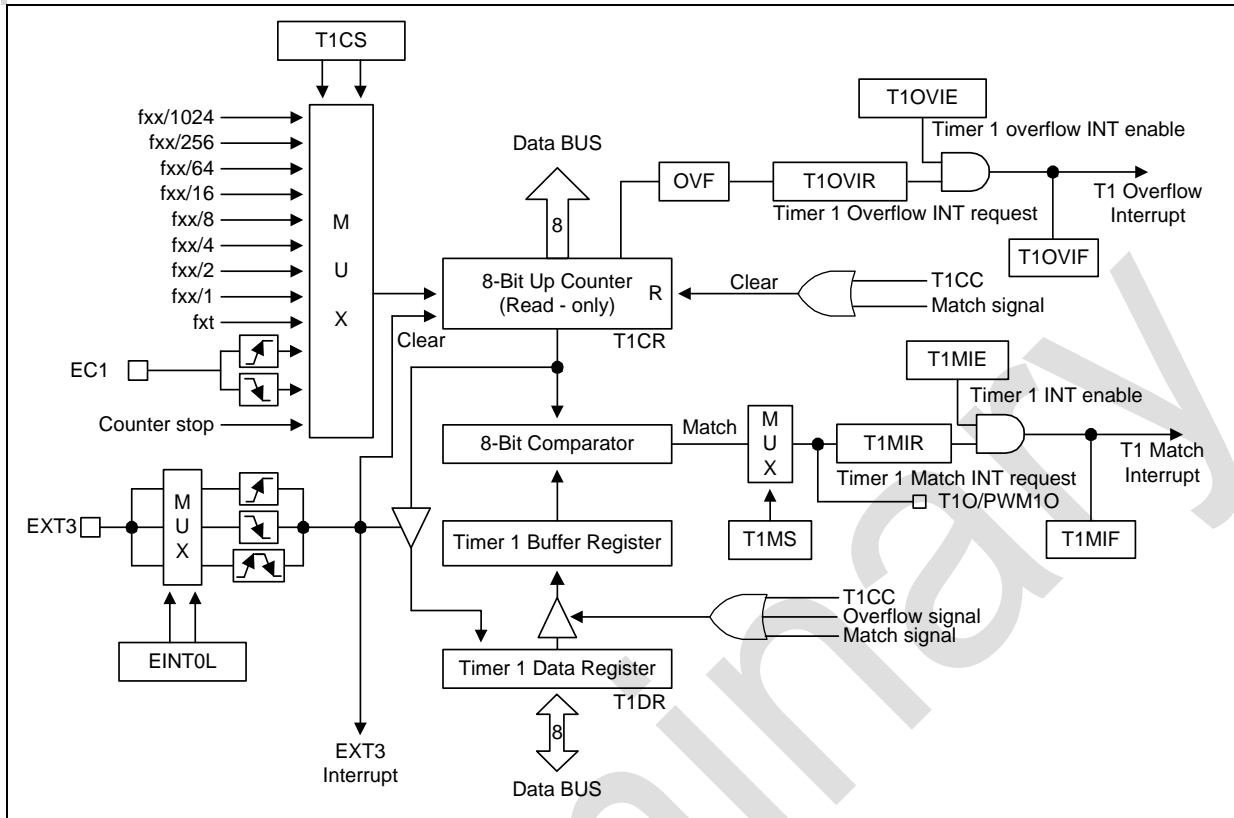 T1CS
fxx/1024
fxx/256
fxx/64
fxx/16
fxx/8
fxx/4
fxx/2
fxx/1
fxt
EC1
Counter stop
M
U
X
Data BUS
8
8-Bit Up Counter
(Read - only)
R
T1CR
Clear
Clear
T1CC
Match signal
OVF
T1OVIR
Timer 1 Overflow INT request
T1OVIE
Timer 1 overflow INT enable
T1 Overflow
Interrupt
T1OVIF
8-Bit Comparator
Match
M
U
X
T1MS
T1MIE
Timer 1 INT enable
T1MIR
Timer 1 Match INT request
T1O/PWM1O
T1 Match
Interrupt
T1MIF
EXT3
M
U
X
EINT0L
Timer 1 Buffer Register
T1CC
Overflow signal
Match signal
Timer 1 Data Register
T1DR
8
Data BUS
EXT3
Interrupt